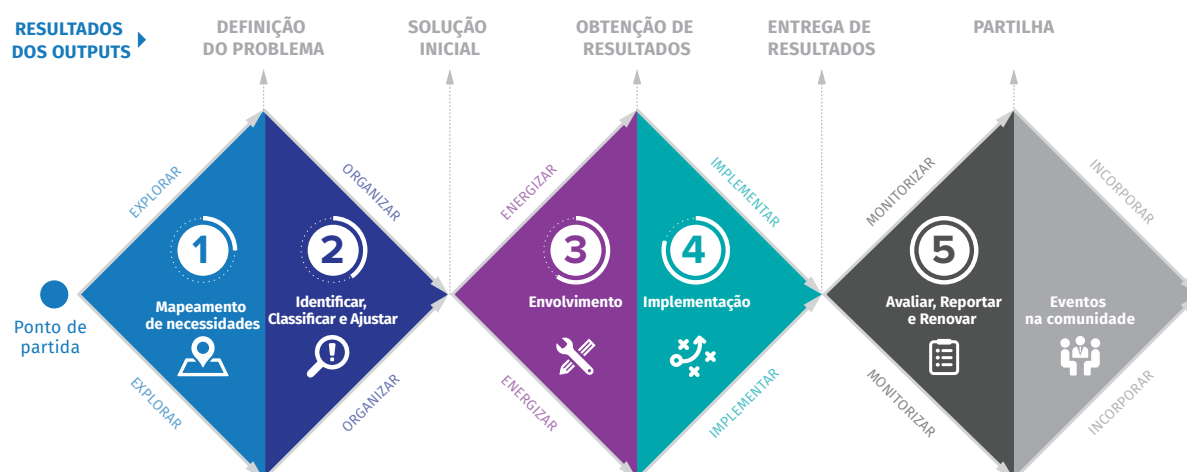 RESULTADOS
DOS OUTPUTS
DEFINIÇÃO
DO PROBLEMA
SOLUÇÃO
INICIAL
OBTENÇÃO DE
RESULTADOS
ENTREGA DE
RESULTADOS
PARTILHA
EXPLORAR
ORGANIZAR
ENERGIZAR
IMPLEMENTAR
MONITORIZAR
INCORPORAR
1
2
3
4
5
Ponto de
partida
Mapeamento
de necessidades
Identificar,
Classificar e Ajustar
Envolvimento
Implementação
Avaliar, Reportar
e Renovar
Eventos
na comunidade
EXPLORAR
ORGANIZAR
ENERGIZAR
IMPLEMENTAR
MONITORIZAR
INCORPORAR